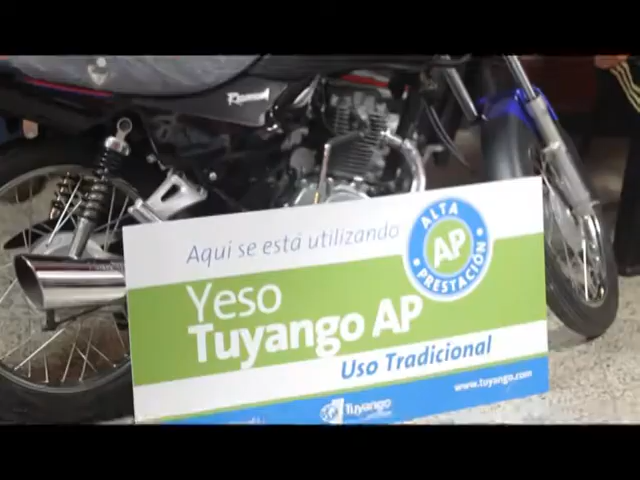 Aquí se está utilizando
ALTA
AP
PRESTACIÓN
Yeso
Tuyango AP
Uso Tradicional
Tuyango
www.tuyango.com